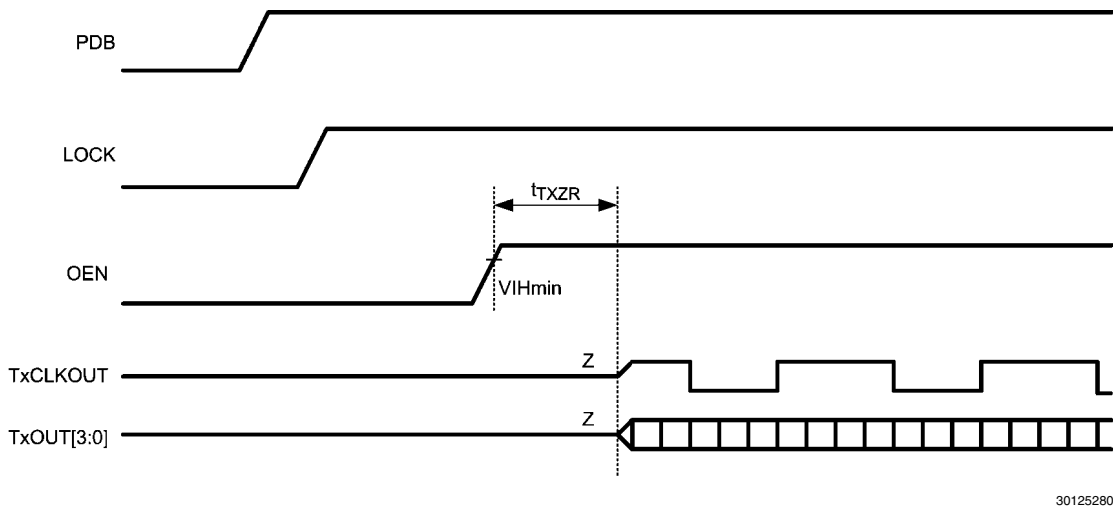 PDB
LOCK
tTXZR
OEN
VIHmin
Z
TxCLKOUT
Z
TxOUT[3:0]
30125280